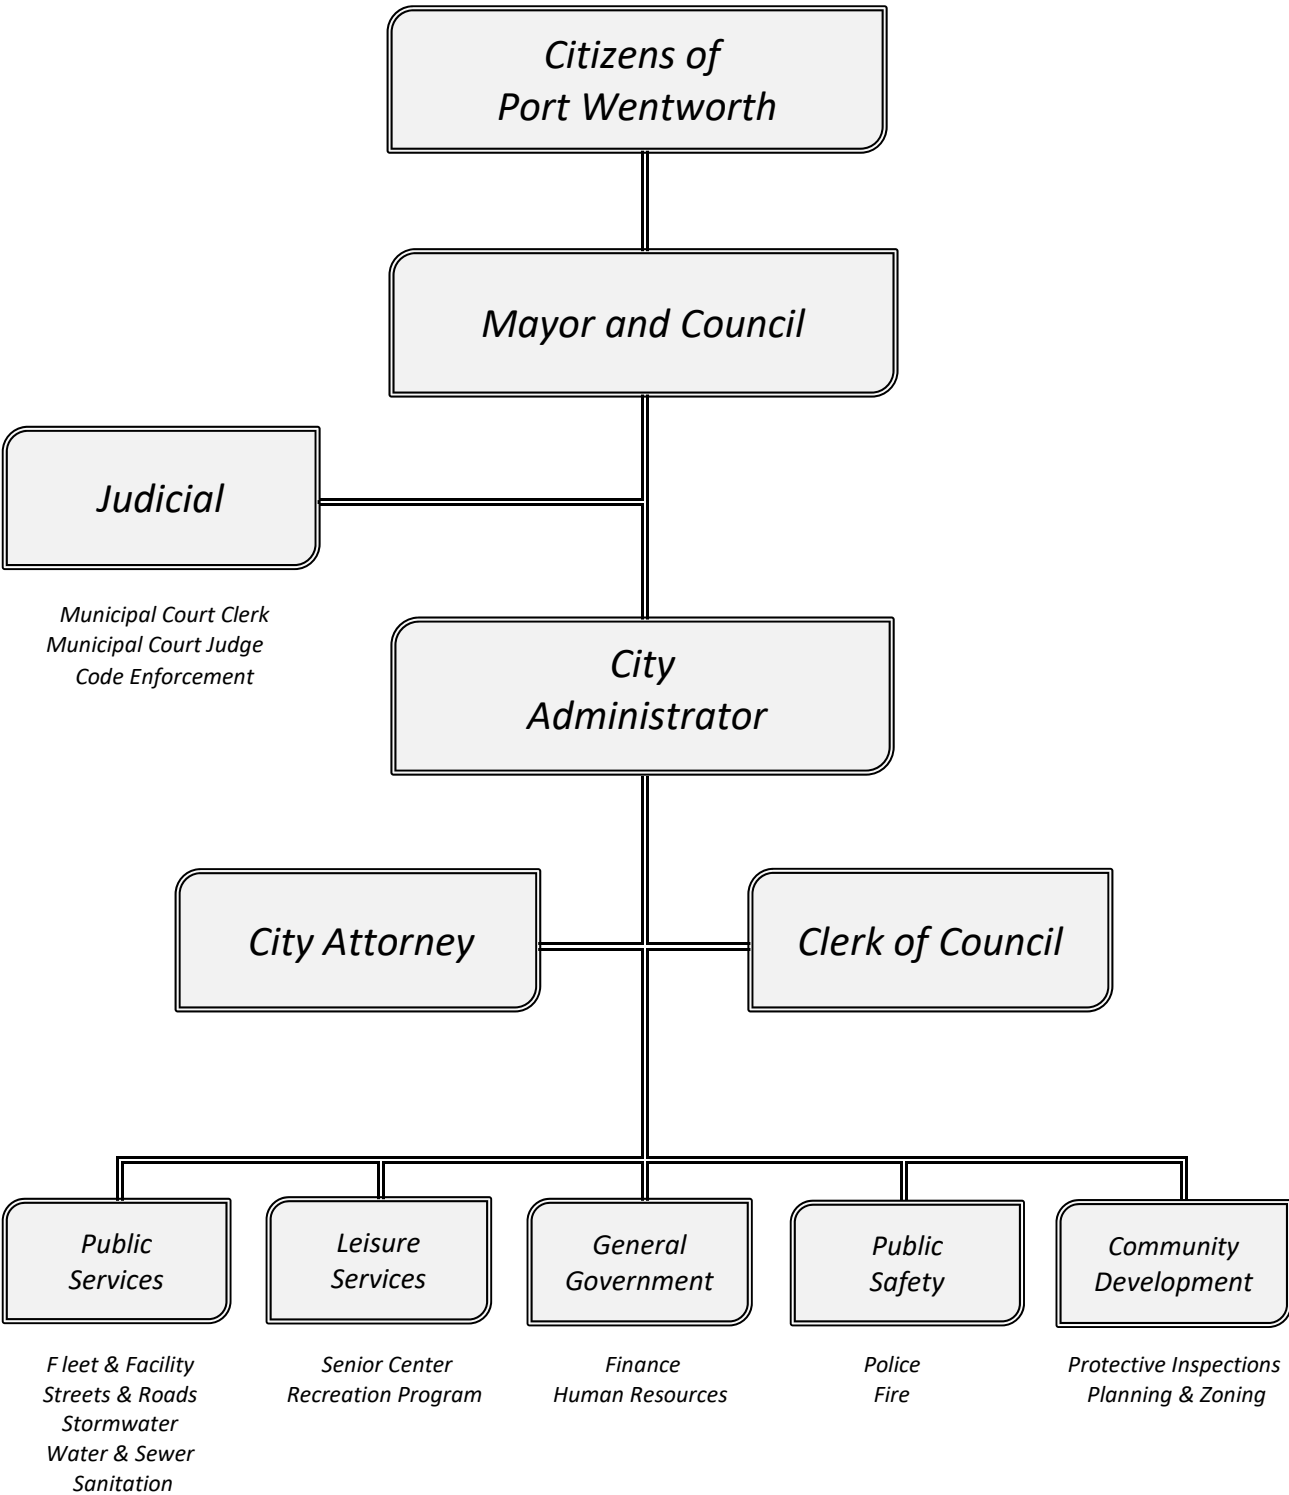 Citizens of
Port Wentworth
Mayor and Council
Judicial
Municipal Court Clerk
Municipal Court Judge
Code Enforcement
City
Administrator
City Attorney
Clerk of Council
Public
Services
Fleet & Facility
Streets & Roads
Stormwater
Water & Sewer
Sanitation
Leisure
Services
Senior Center
Recreation Program
General
Government
Finance
Human Resources
Public
Safety
Police
Fire
Community
Development
Protective Inspections
Planning & Zoning